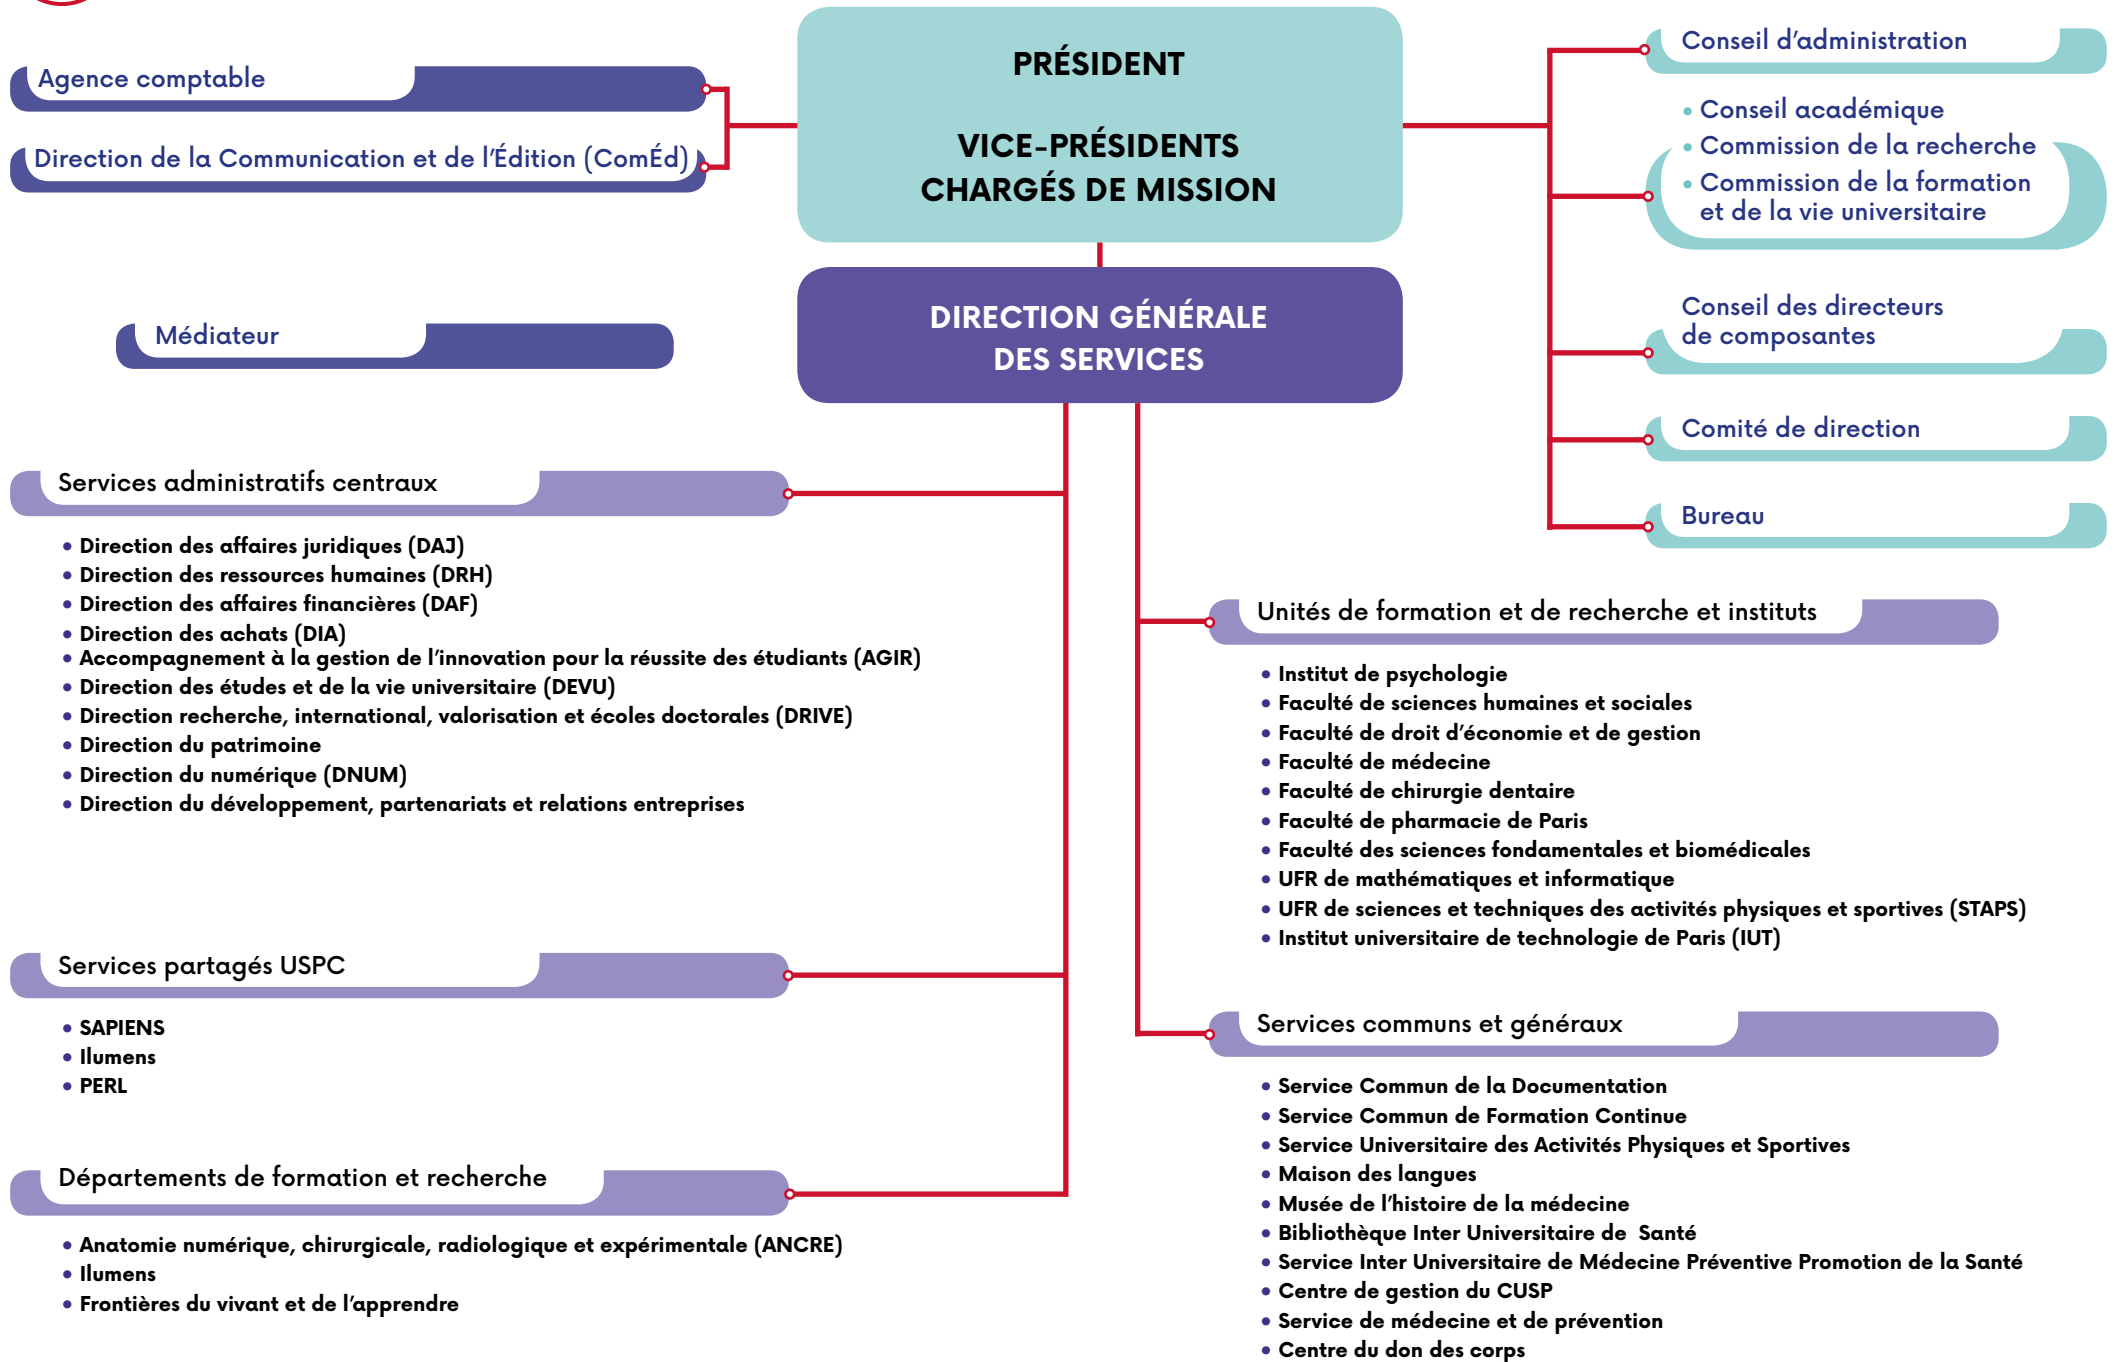 PRÉSIDENT
VICE-PRÉSIDENTS
CHARGÉS DE MISSION
Agence comptable
Direction de la Communication et de l'Édition (ComÉd)
Conseil d'administration
• Conseil académique
• Commission de la recherche
• Commission de la formation
et de la vie universitaire
Conseil des directeurs
de composantes
Comité de direction
Bureau
Médiateur
DIRECTION GÉNÉRALE
DES SERVICES
Services administratifs centraux
• Direction des affaires juridiques (DAJ)
• Direction des ressources humaines (DRH)
• Direction des affaires financières (DAF)
• Direction des achats (DIA)
• Accompagnement à la gestion de l'innovation pour la réussite des étudiants (AGIR)
• Direction des études et de la vie universitaire (DEVU)
• Direction recherche, international, valorisation et écoles doctorales (DRIVE)
• Direction du patrimoine
• Direction du numérique (DNUM)
• Direction du développement, partenariats et relations entreprises
Services partagés USPC
• SAPIENS
• Ilumens
• PERL
Départements de formation et recherche
• Anatomie numérique, chirurgicale, radiologique et expérimentale (ANCRE)
• Ilumens
• Frontières du vivant et de l'apprendre
Unités de formation et de recherche et instituts
• Institut de psychologie
• Faculté de sciences humaines et sociales
• Faculté de droit d'économie et de gestion
• Faculté de médecine
• Faculté de chirurgie dentaire
• Faculté de pharmacie de Paris
• Faculté des sciences fondamentales et biomédicales
• UFR de mathématiques et informatique
• UFR de sciences et techniques des activités physiques et sportives (STAPS)
• Institut universitaire de technologie de Paris (IUT)
Services communs et généraux
• Service Commun de la Documentation
• Service Commun de Formation Continue
• Service Universitaire des Activités Physiques et Sportives
• Maison des langues
• Musée de l'histoire de la médecine
• Bibliothèque Inter Universitaire de Santé
• Service Inter Universitaire de Médecine Préventive Promotion de la Santé
• Centre de gestion du CUSP
• Service de médecine et de prévention
• Centre du don des corps